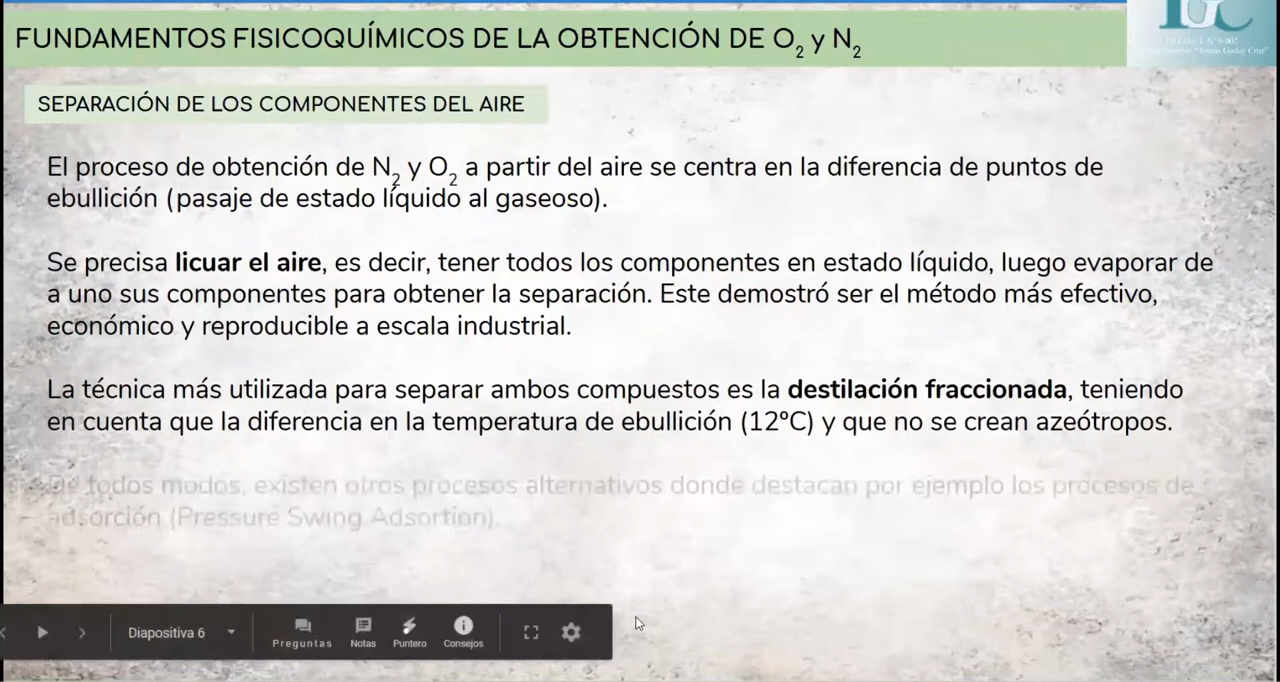 FUNDAMENTOS FISICOQUÍMICOS DE LA OBTENCIÓN DE O2 y N2
SEPARACIÓN DE LOS COMPONENTES DEL AIRE
El proceso de obtención de N2 y O2 a partir del aire se centra en la diferencia de puntos de
ebullición (pasaje de estado líquido al gaseoso).
Se precisa licuar el aire, es decir, tener todos los componentes en estado líquido, luego evaporar de
a uno sus componentes para obtener la separación. Este demostró ser el método más efectivo,
económico y reproducible a escala industrial.
La técnica más utilizada para separar ambos compuestos es la destilación fraccionada, teniendo
en cuenta que la diferencia en la temperatura de ebullición (12ºC) y que no se crean azeótropos.
De todos modos, existen otros procesos alternativos donde destacan por ejemplo los procesos de
adsorción (Pressure Swing Adsortion).
Diapositiva 6
Preguntas
Notas
Puntero
Consejos